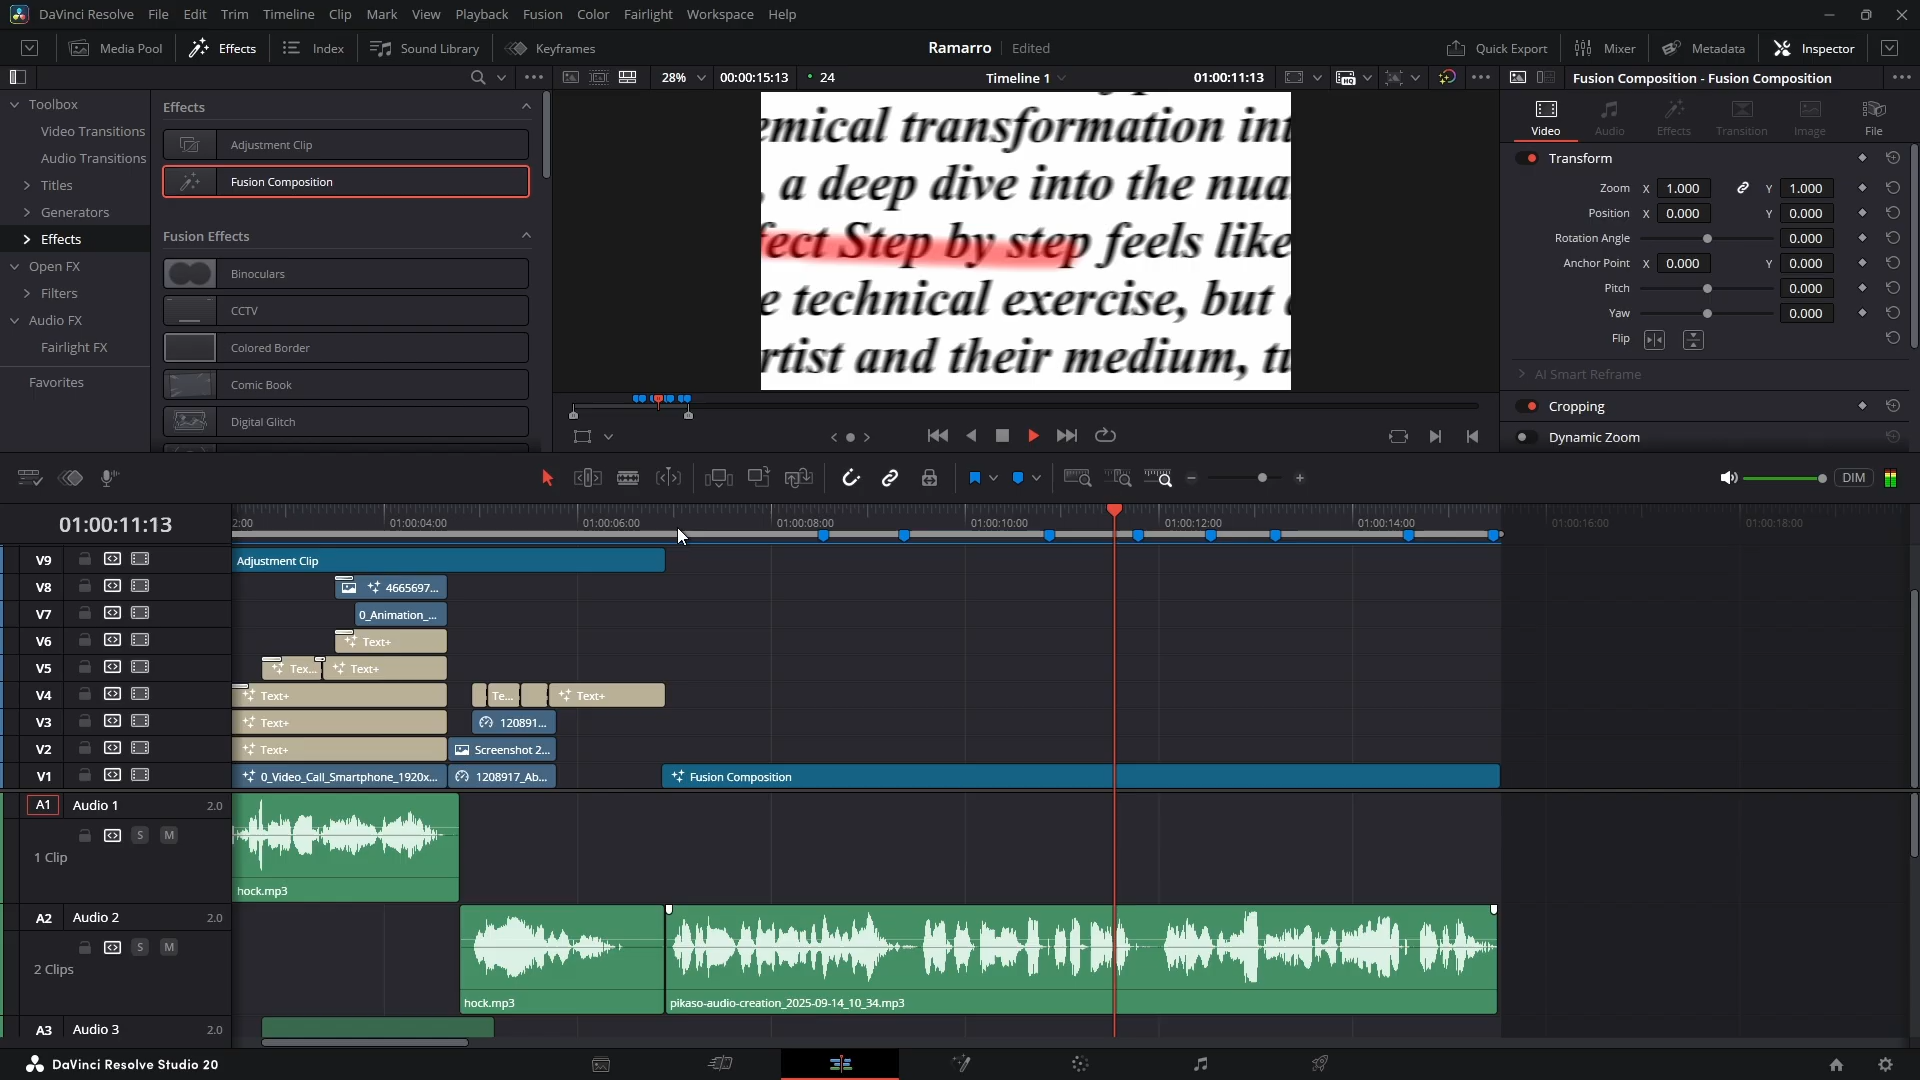 DaVinci Resolve File Edit Trim Timeline Clip Mark View Playback Fusion Color Fairlight Workspace Help
Media Pool Effects Index Sound Library Keyframes Ramarro Edited Quick Export Mixer Metadata Inspector
28% 00:00:15:13 24 Timeline 1 01:00:11:13 Fusion Composition - Fusion Composition
Toolbox
Video Transitions
Audio Transitions
Titles
Generators
Effects
Open FX
Filters
Audio FX
Fairlight FX
Favorites
Effects
Adjustment Clip
Fusion Composition
Fusion Effects
Binoculars
CCTV
Colored Border
Comic Book
Digital Glitch
emical transformation int
, a deep dive into the nua
fect Step by step feels like
e technical exercise, but
rtist and their medium, tu
Video Audio Effects Transition Image File
Transform
Zoom X 1.000 Y 1.000
Position X 0.000 Y 0.000
Rotation Angle 0.000
Anchor Point X 0.000 Y 0.000
Pitch 0.000
Yaw 0.000
Flip
AI Smart Reframe
Cropping
Dynamic Zoom
DIM
01:00:11:13
2:00 01:00:04:00 01:00:06:00 01:00:08:00 01:00:10:00 01:00:12:00 01:00:14:00 01:00:16:00 01:00:18:00
V9 Adjustment Clip
V8 4665697...
V7 0_Animation_...
V6 Text+
V5 Tex... Text+
V4 Text+ Te... Text+
V3 Text+ 120891...
V2 Text+ Screenshot 2...
V1 0_Video_Call_Smartphone_1920x... 1208917_Ab... Fusion Composition
A1 Audio 1 2.0
S M
1 Clip
hock.mp3
A2 Audio 2 2.0
S M
2 Clips
hock.mp3 pikaso-audio-creation_2025-09-14_10_34.mp3
A3 Audio 3 2.0
DaVinci Resolve Studio 20